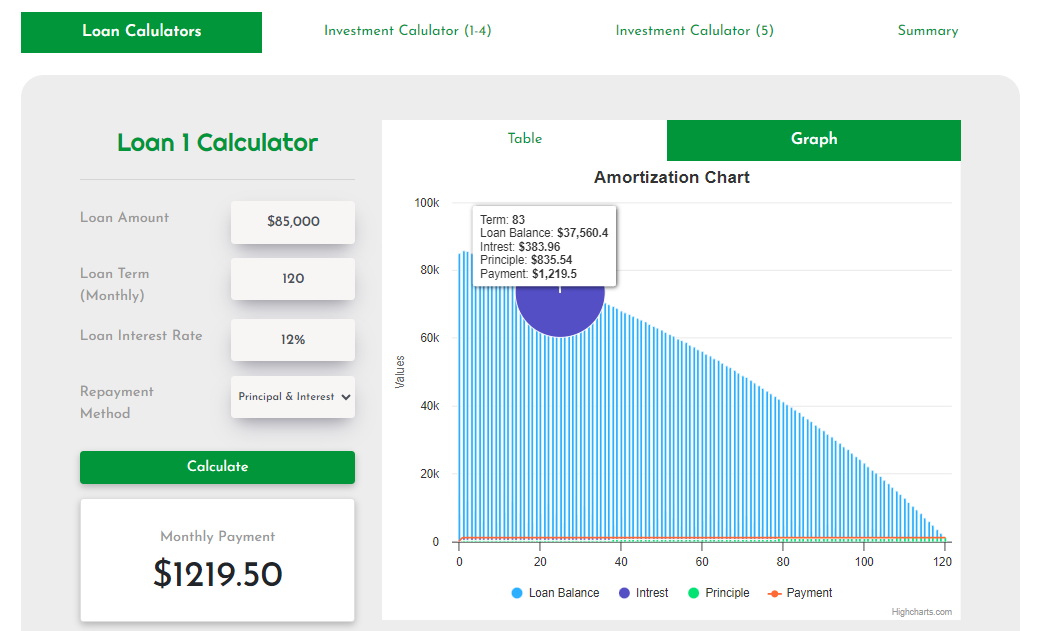 Loan Calulators
Investment Calulator (1-4)
Investment Calulator (5)
Summary
Loan 1 Calculator
Loan Amount
$85,000
Loan Term
(Monthly)
120
Loan Interest Rate
12%
Repayment
Method
Principal & Interest
Calculate
Monthly Payment
$1219.50
Table
Graph
Amortization Chart
Values
100k
80k
60k
40k
20k
0
Term: 83
Loan Balance: $37,560.4
Intrest: $383.96
Principle: $835.54
Payment: $1,219.5
0 20 40 60 80 100 120
Loan Balance Intrest Principle Payment
Highcharts.com